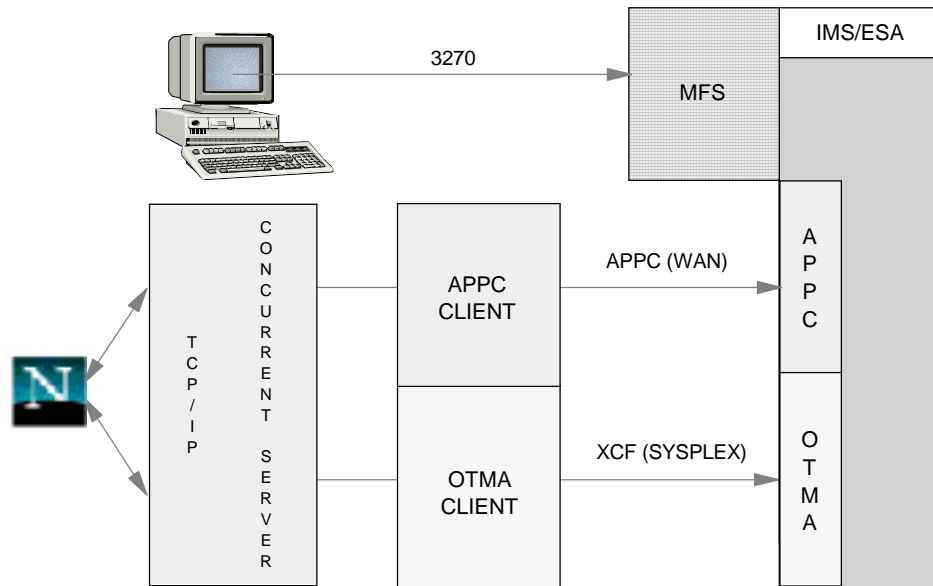 IMS/ESA
3270
MFS
TCP/IP
CONCURRENT SERVER
APPC
CLIENT
APPC (WAN)
APPC
N
OTMA
CLIENT
XCF (SYSPLEX)
OTMA